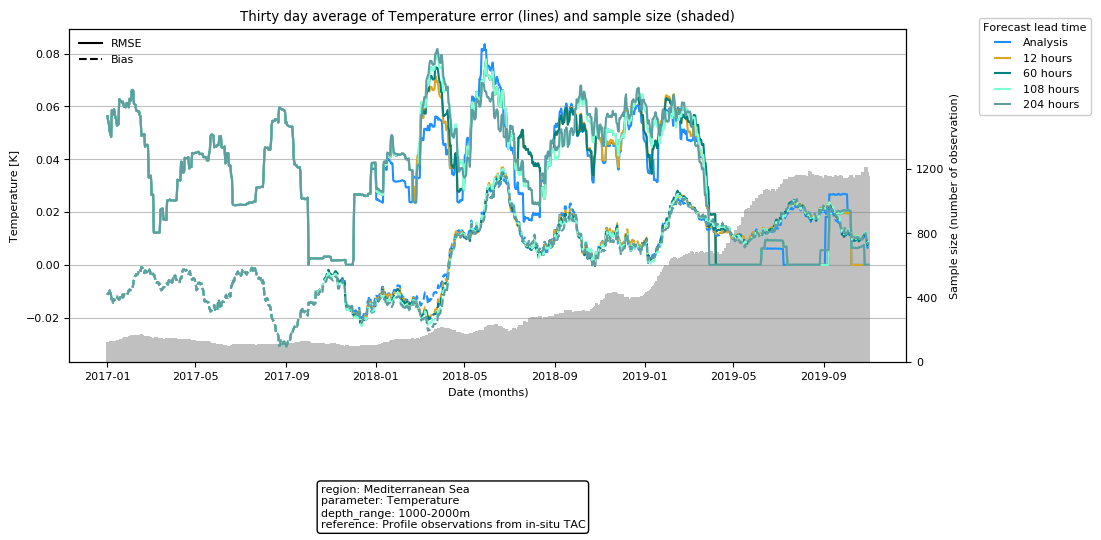 Thirty day average of Temperature error (lines) and sample size (shaded)
RMSE
Bias
Forecast lead time
Analysis
12 hours
60 hours
108 hours
204 hours
0.08
0.06
0.04
0.02
0.00
−0.02
Temperature [K]
1200
800
400
0
Sample size (number of observation)
2017-01 2017-05 2017-09 2018-01 2018-05 2018-09 2019-01 2019-05 2019-09
Date (months)
region: Mediterranean Sea
parameter: Temperature
depth_range: 1000-2000m
reference: Profile observations from in-situ TAC